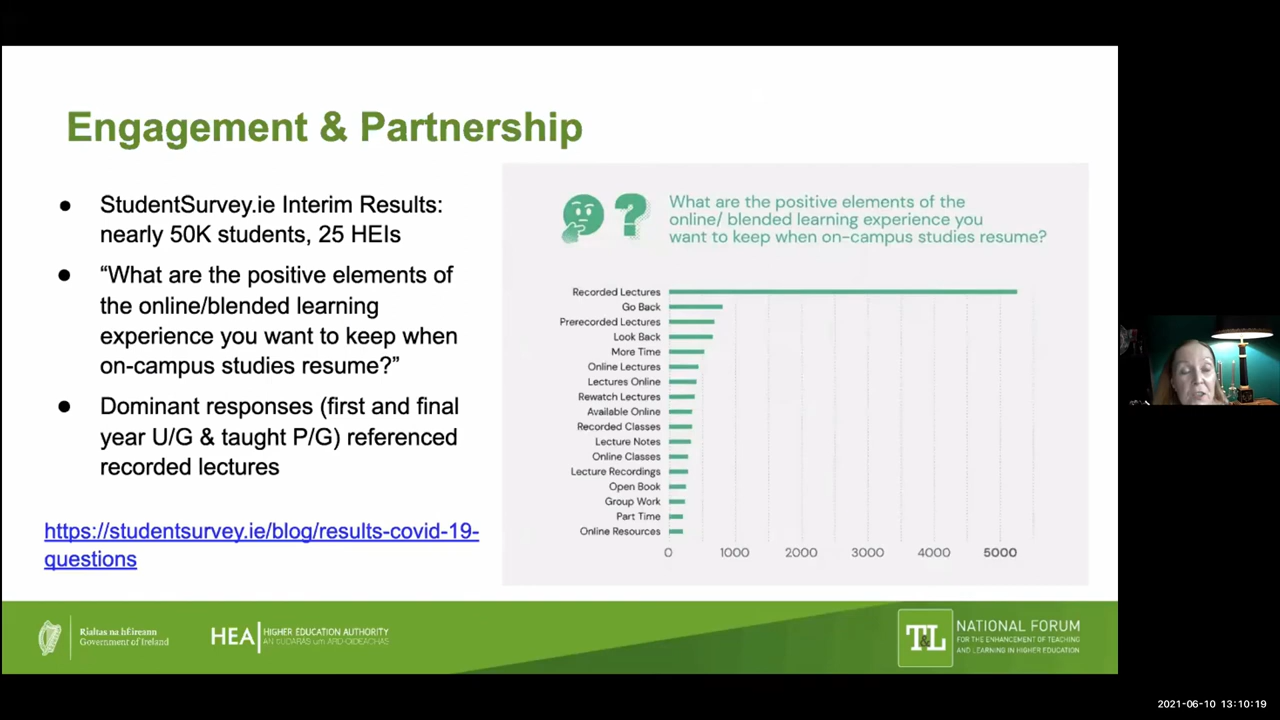 Engagement & Partnership
● StudentSurvey.ie Interim Results:
nearly 50K students, 25 HEIs
● “What are the positive elements of
the online/blended learning
experience you want to keep when
on-campus studies resume?”
● Dominant responses (first and final
year U/G & taught P/G) referenced
recorded lectures
https://studentsurvey.ie/blog/results-covid-19-
questions
?
What are the positive elements of the
online/ blended learning experience you
want to keep when on-campus studies resume?
Recorded Lectures
Go Back
Prerecorded Lectures
Look Back
More Time
Online Lectures
Lectures Online
Rewatch Lectures
Available Online
Recorded Classes
Lecture Notes
Online Classes
Lecture Recordings
Open Book
Group Work
Part Time
Online Resources
0 1000 2000 3000 4000 5000
Rialtas na hÉireann
Government of Ireland
HEA
HIGHER EDUCATION AUTHORITY
AN tÚDARÁS um ARD-OIDEACHAS
T&L
NATIONAL FORUM
FOR THE ENHANCEMENT OF TEACHING
AND LEARNING IN HIGHER EDUCATION
2021-06-10 13:10:19